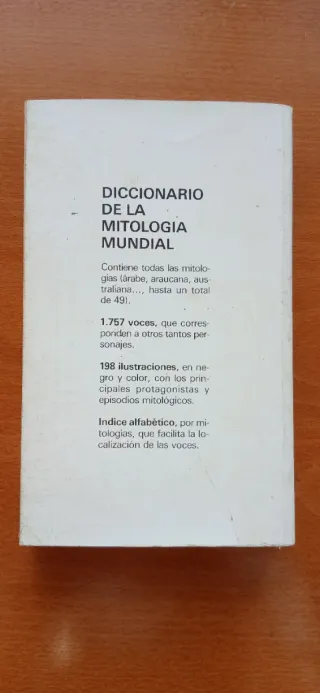 DICCIONARIO
DE LA
MITOLOGIA
MUNDIAL
Contiene todas las mitolo-
gías (árabe, araucana, aus-
traliana..., hasta un total
de 49).
1.757 voces, que corres-
ponden a otros tantos per-
sonajes.
198 ilustraciones, en ne-
gro y color, con los prin-
cipales protagonistas y
episodios mitológicos.
Indice alfabético, por mi-
tologías, que facilita la lo-
calización de las voces.